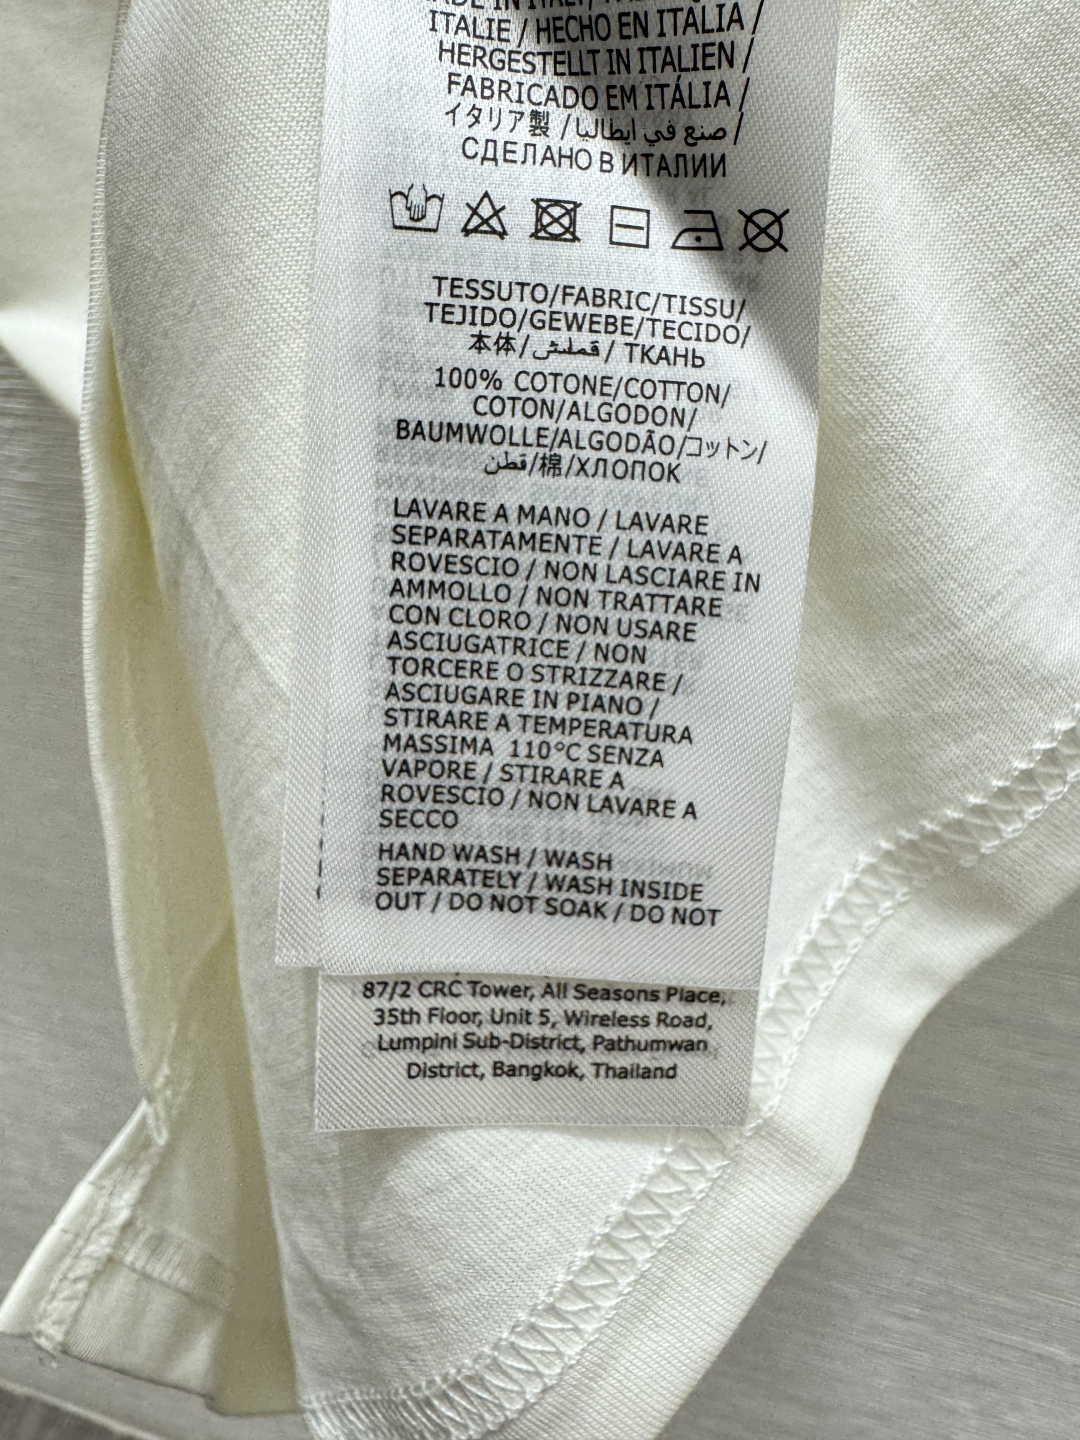 MADE IN ITALY /
ITALIE / HECHO EN ITALIA /
HERGESTELLT IN ITALIEN /
FABRICADO EM ITÁLIA /
イタリア製 / صنع في ايطاليا /
СДЕЛАНО В ИТАЛИИ
TESSUTO/FABRIC/TISSU/
TEJIDO/GEWEBE/TECIDO/
本体/قملىش/ ТКАНЬ
100% COTONE/COTTON/
COTON/ALGODON/
BAUMWOLLE/ALGODÃO/コットン/
قطن/棉/ХЛОПОК
LAVARE A MANO / LAVARE
SEPARATAMENTE / LAVARE A
ROVESCIO / NON LASCIARE IN
AMMOLLO / NON TRATTARE
CON CLORO / NON USARE
ASCIUGATRICE / NON
TORCERE O STRIZZARE /
ASCIUGARE IN PIANO /
STIRARE A TEMPERATURA
MASSIMA 110°C SENZA
VAPORE / STIRARE A
ROVESCIO / NON LAVARE A
SECCO
HAND WASH / WASH
SEPARATELY / WASH INSIDE
OUT / DO NOT SOAK / DO NOT
87/2 CRC Tower, All Seasons Place,
35th Floor, Unit 5, Wireless Road,
Lumpini Sub-District, Pathumwan
District, Bangkok, Thailand